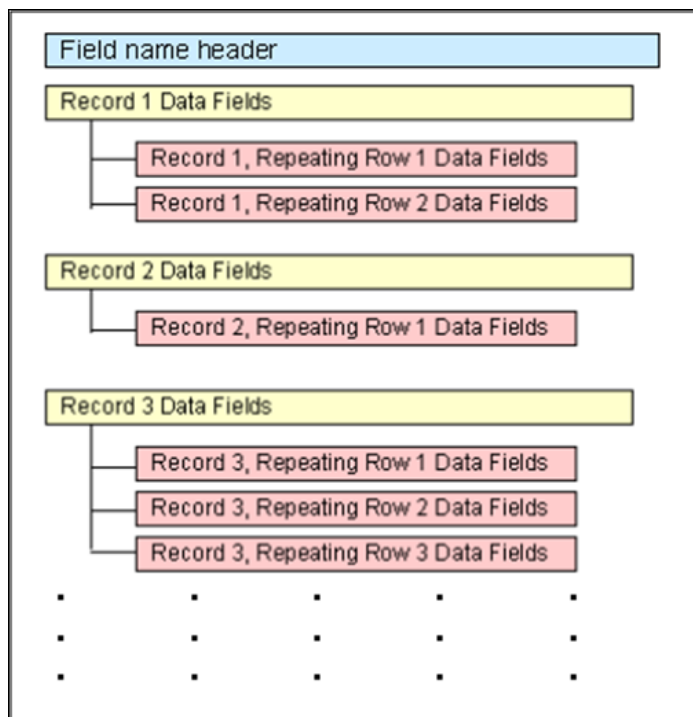 Field name header
Record 1 Data Fields
Record 1, Repeating Row 1 Data Fields
Record 1, Repeating Row 2 Data Fields
Record 2 Data Fields
Record 2, Repeating Row 1 Data Fields
Record 3 Data Fields
Record 3, Repeating Row 1 Data Fields
Record 3, Repeating Row 2 Data Fields
Record 3, Repeating Row 3 Data Fields